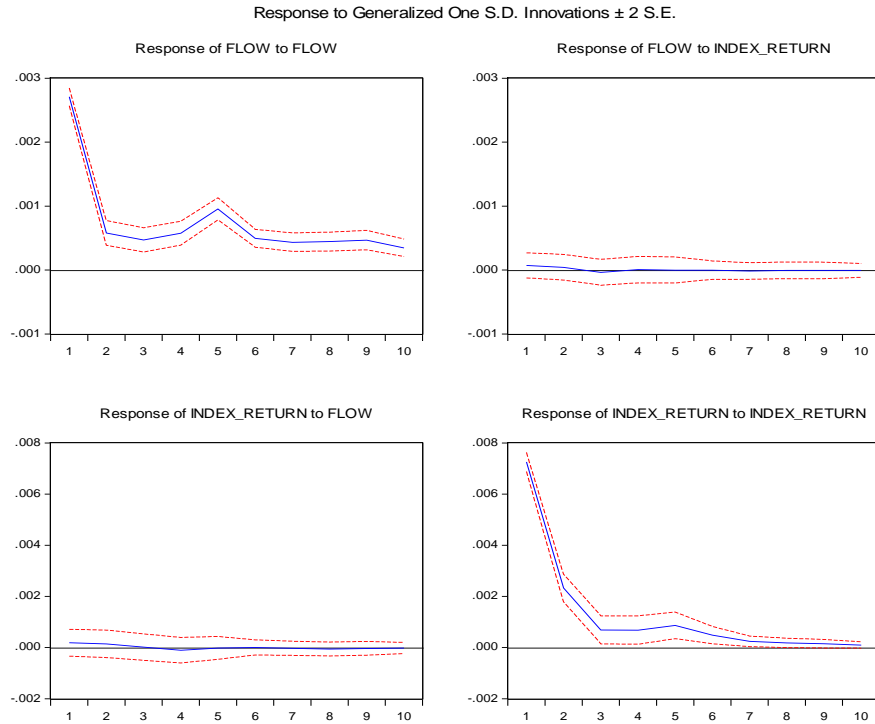 Response to Generalized One S.D. Innovations ± 2 S.E.
Response of FLOW to FLOW
.003
.002
.001
.000
-.001
1 2 3 4 5 6 7 8 9 10
Response of FLOW to INDEX_RETURN
.003
.002
.001
.000
-.001
1 2 3 4 5 6 7 8 9 10
Response of INDEX_RETURN to FLOW
.008
.006
.004
.002
.000
-.002
1 2 3 4 5 6 7 8 9 10
Response of INDEX_RETURN to INDEX_RETURN
.008
.006
.004
.002
.000
-.002
1 2 3 4 5 6 7 8 9 10